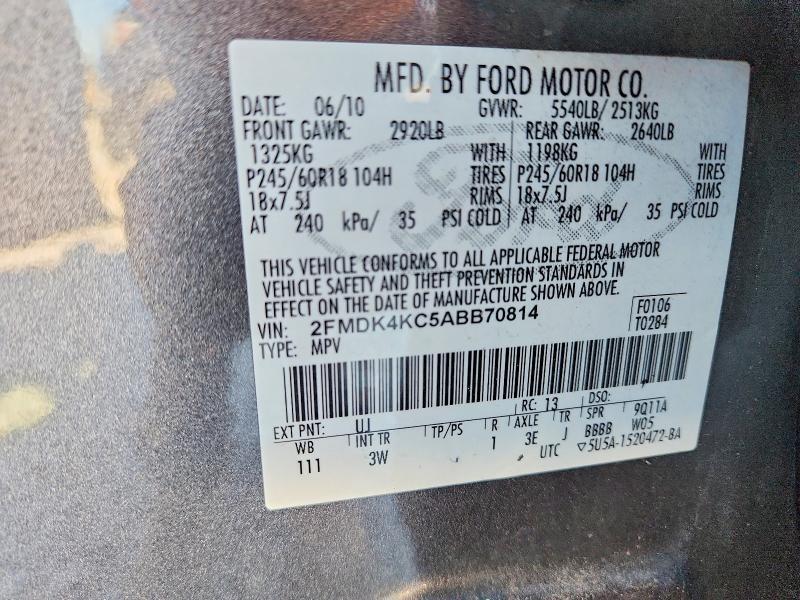 MFD. BY FORD MOTOR CO.
DATE: 06/10 GVWR: 5540LB/ 2513KG
FRONT GAWR: 2920LB REAR GAWR: 2640LB
1325KG WITH 1198KG WITH
P245/60R18 104H TIRES P245/60R18 104H TIRES
18x7.5J RIMS 18x7.5J RIMS
AT 240 kPa/ 35 PSI COLD AT 240 kPa/ 35 PSI COLD
THIS VEHICLE CONFORMS TO ALL APPLICABLE FEDERAL MOTOR
VEHICLE SAFETY AND THEFT PREVENTION STANDARDS IN
EFFECT ON THE DATE OF MANUFACTURE SHOWN ABOVE.
VIN: 2FMDK4KC5ABB70814 F0106
TYPE: MPV T0284
RC: 13 DSO:
EXT PNT: UJ
WB INT TR TP/PS R AXLE TR SPR 9Q11A
111 3W 1 3E J BBBB W05
UTC ▽5U5A-1520472-BA